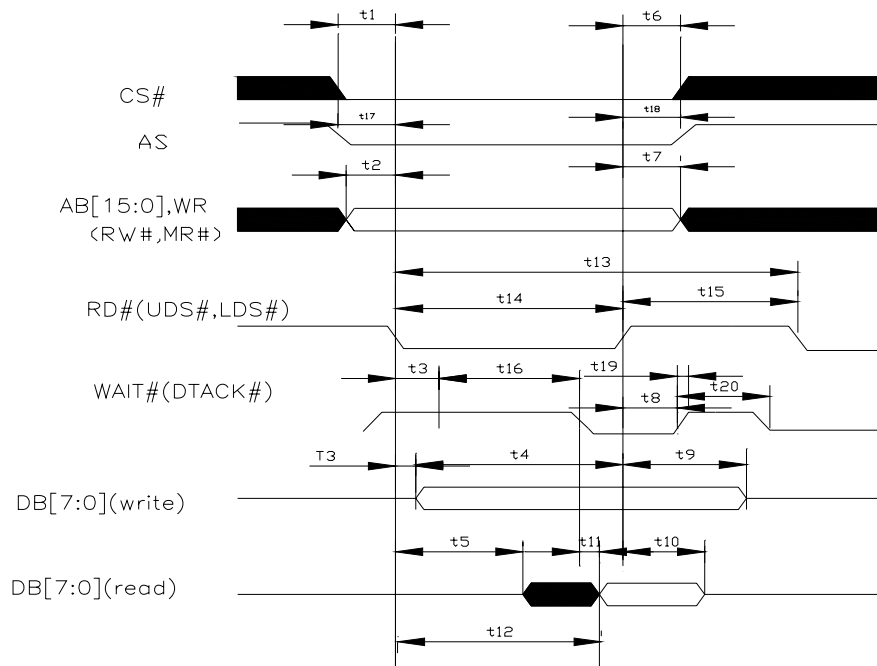 t1
t6
CS#
t17
t18
AS
t2
t7
AB[15:0],WR
(RW#,MR#)
t13
t14
t15
RD#(UDS#,LDS#)
t3
t16
t19
t20
WAIT#(DTACK#)
t8
T3
t4
t9
DB[7:0](write)
t5
t11
t10
DB[7:0](read)
t12